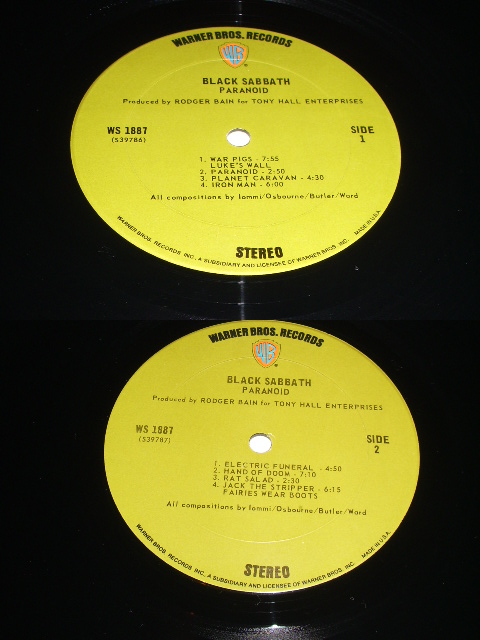 WARNER BROS. RECORDS
WB
BLACK SABBATH
PARANOID
Produced by RODGER BAIN for TONY HALL ENTERPRISES
WS 1887
(S39786)
SIDE
1
1. WAR PIGS - 7:55
LUKE'S WALL
2. PARANOID - 2:50
3. PLANET CARAVAN - 4:30
4. IRON MAN - 6:00
All compositions by Iommi/Osbourne/Butler/Ward
STEREO
WARNER BROS. RECORDS INC., A SUBSIDIARY AND LICENSEE OF WARNER BROS. INC. MADE IN U.S.A.
WARNER BROS. RECORDS
WB
BLACK SABBATH
PARANOID
Produced by RODGER BAIN for TONY HALL ENTERPRISES
WS 1887
(S39787)
SIDE
2
1. ELECTRIC FUNERAL - 4:50
2. HAND OF DOOM - 7:10
3. RAT SALAD - 2:30
4. JACK THE STRIPPER - 6:15
FAIRIES WEAR BOOTS
All compositions by Iommi/Osbourne/Butler/Ward
STEREO
WARNER BROS. RECORDS INC., A SUBSIDIARY AND LICENSEE OF WARNER BROS. INC. MADE IN U.S.A.